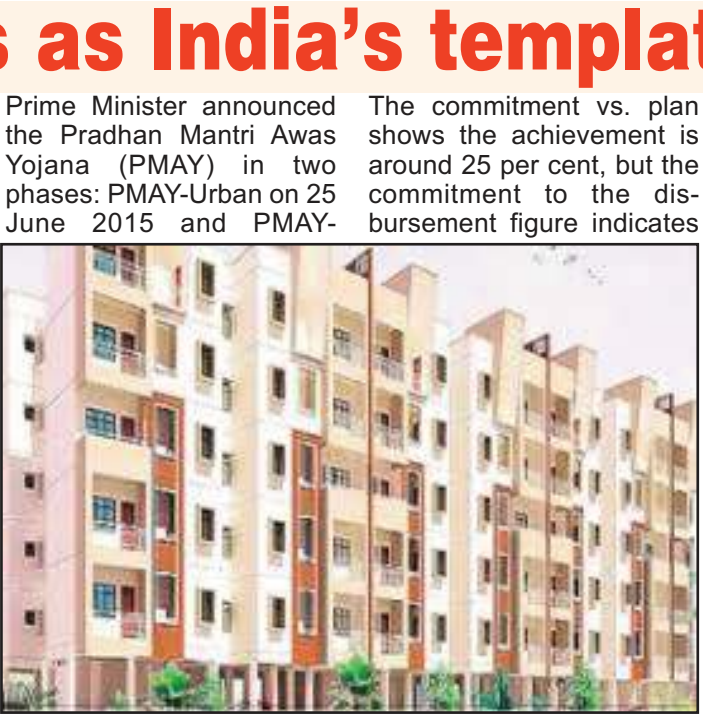 s as India’s templat
Prime Minister announced
the Pradhan Mantri Awas
Yojana (PMAY) in two
phases: PMAY-Urban on 25
June 2015 and PMAY-
The commitment vs. plan
shows the achievement is
around 25 per cent, but the
commitment to the dis-
bursement figure indicates